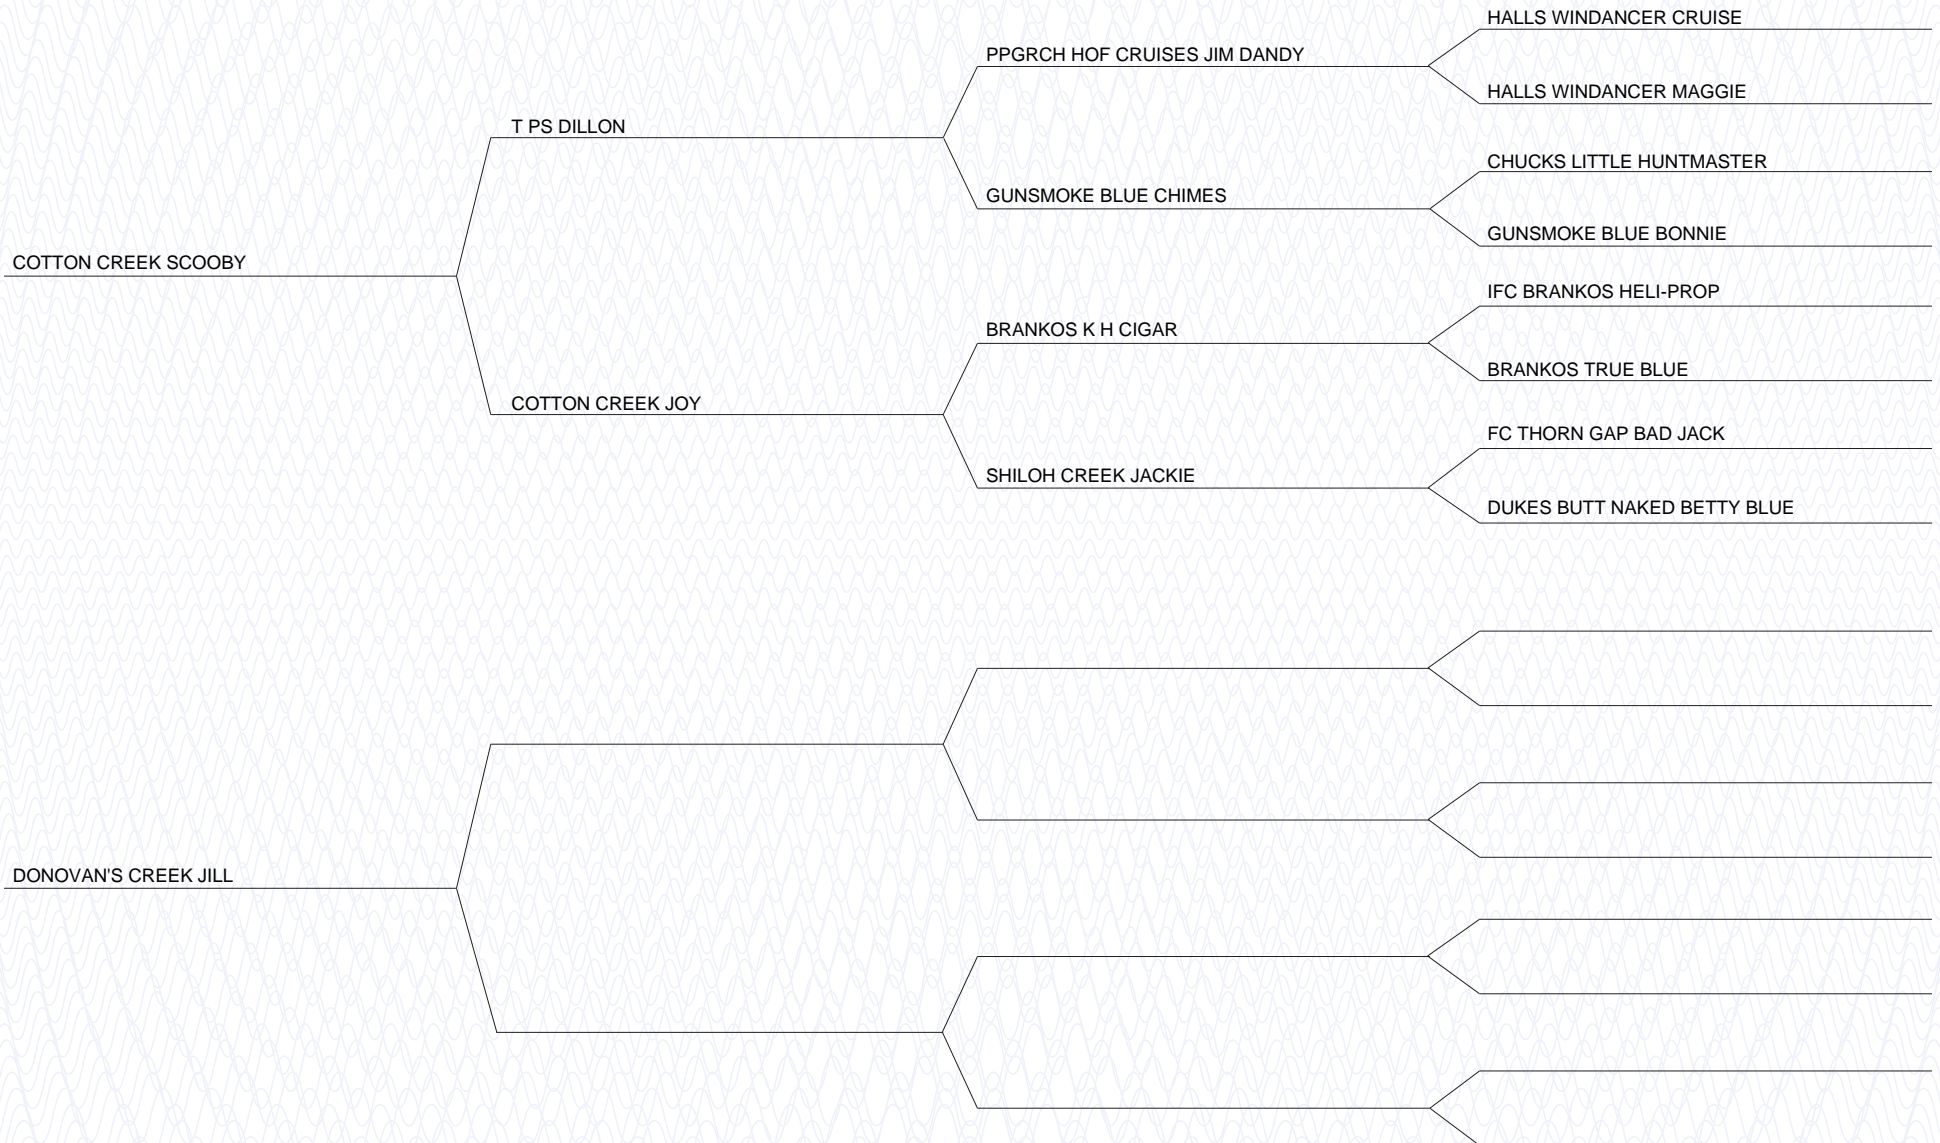 HALLS WINDANCER CRUISE
PPGRCH HOF CRUISES JIM DANDY
HALLS WINDANCER MAGGIE
T PS DILLON
CHUCKS LITTLE HUNTMASTER
GUNSMOKE BLUE CHIMES
GUNSMOKE BLUE BONNIE
COTTON CREEK SCOOBY
IFC BRANKOS HELI-PROP
BRANKOS K H CIGAR
BRANKOS TRUE BLUE
COTTON CREEK JOY
FC THORN GAP BAD JACK
SHILOH CREEK JACKIE
DUKES BUTT NAKED BETTY BLUE
DONOVAN'S CREEK JILL